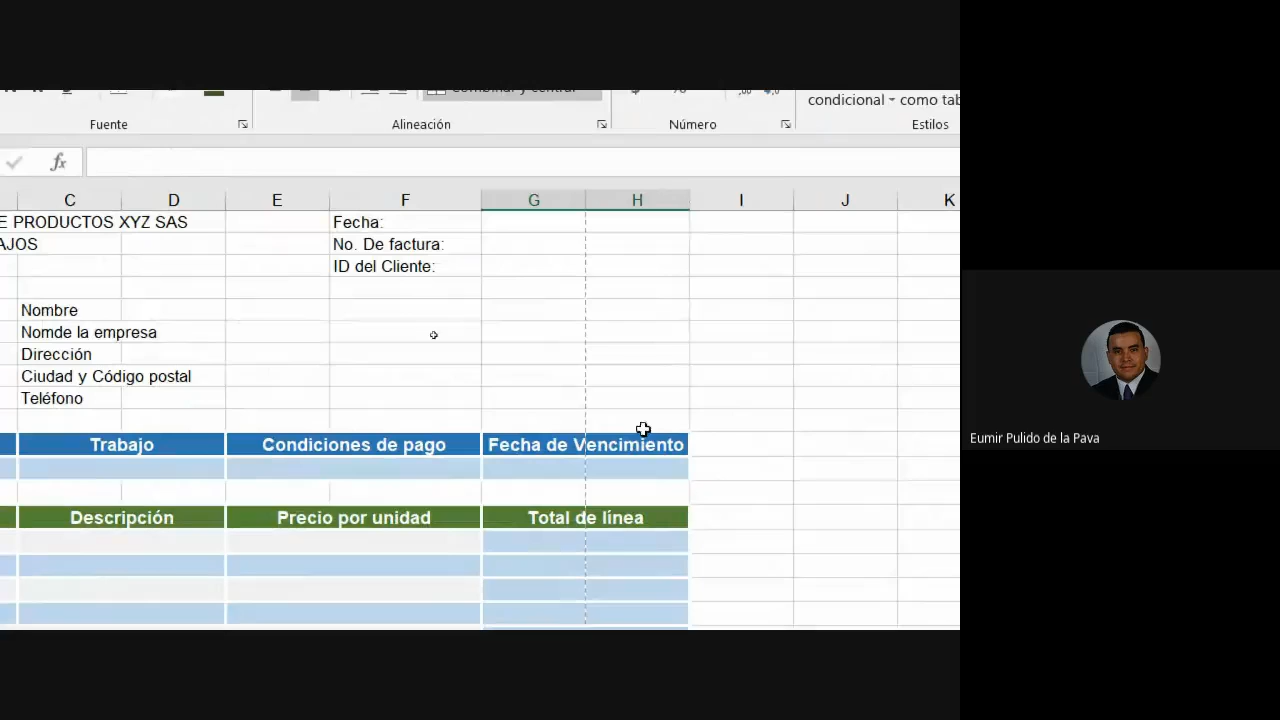 Combinar y centrar
$ %
condicional como tab
Fuente Alineación Número Estilos
fx
C D E F G H I J K
E PRODUCTOS XYZ SAS Fecha:
AJOS No. De factura:
ID del Cliente:
Nombre
Nomde la empresa
Dirección
Ciudad y Código postal
Teléfono
Trabajo Condiciones de pago Fecha de Vencimiento
Descripción Precio por unidad Total de línea
Eumir Pulido de la Pava